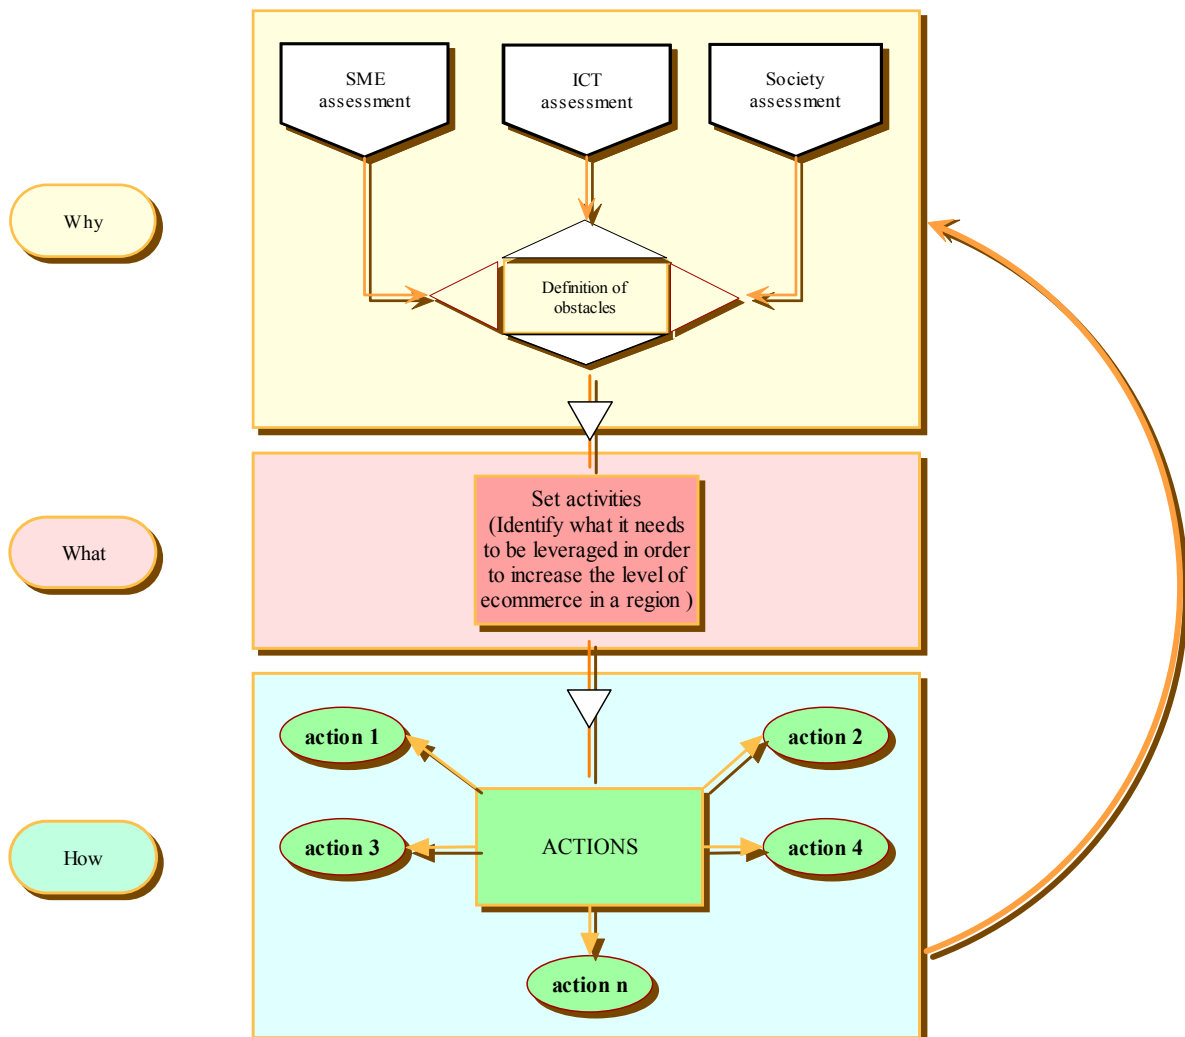 SME
assessment
ICT
assessment
Society
assessment
Why
Definition of
obstacles
What
Set activities
(Identify what it needs
to be leveraged in order
to increase the level of
ecommerce in a region )
action 1
action 2
How
action 3
ACTIONS
action 4
action n